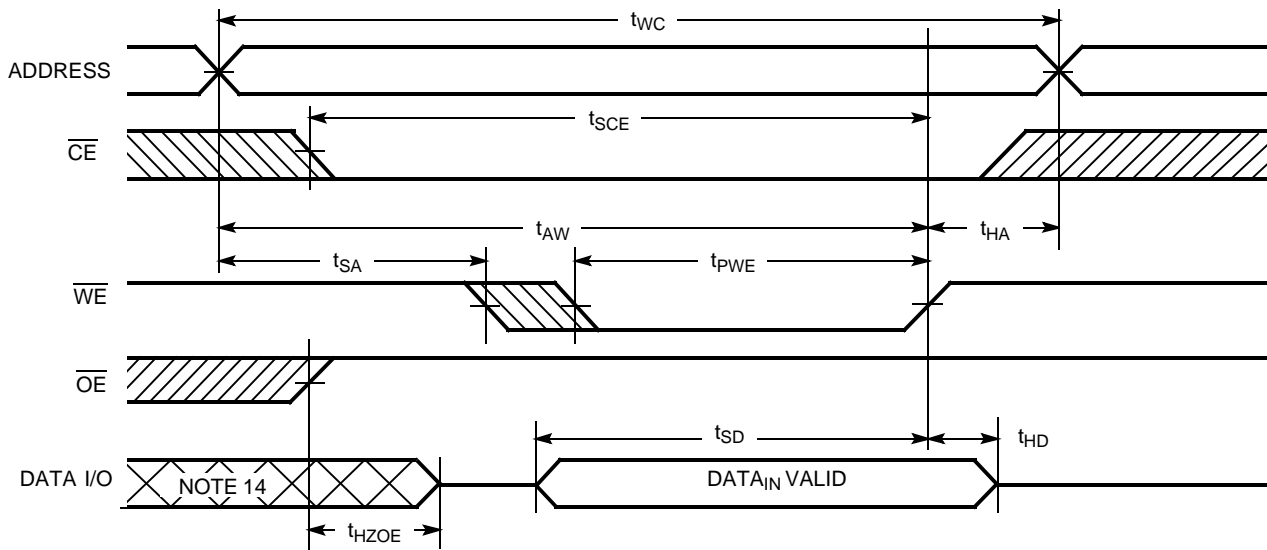 tWC
ADDRESS
tSCE
CE
tAW
tHA
tSA
tPWE
WE
OE
tSD
tHD
DATA I/O
NOTE 14
DATAIN VALID
tHZOE